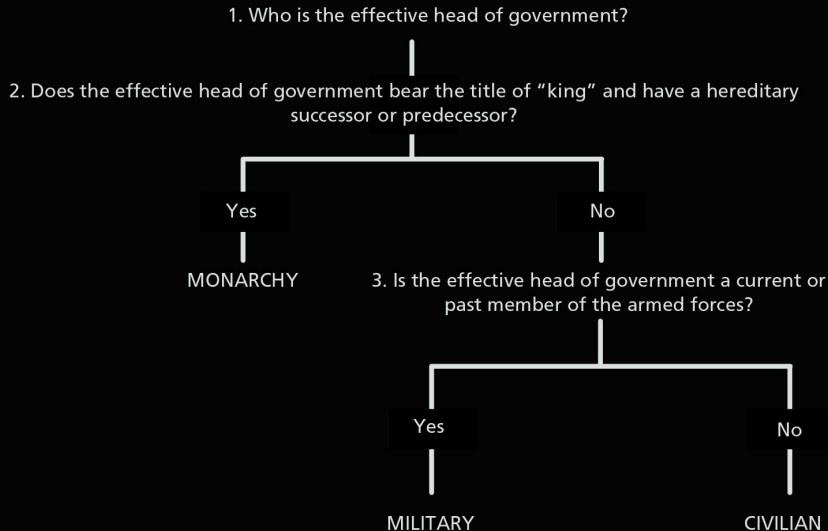 1. Who is the effective head of government?
2. Does the effective head of government bear the title of “king” and have a hereditary
successor or predecessor?
Yes
No
MONARCHY
3. Is the effective head of government a current or
past member of the armed forces?
Yes
No
MILITARY
CIVILIAN